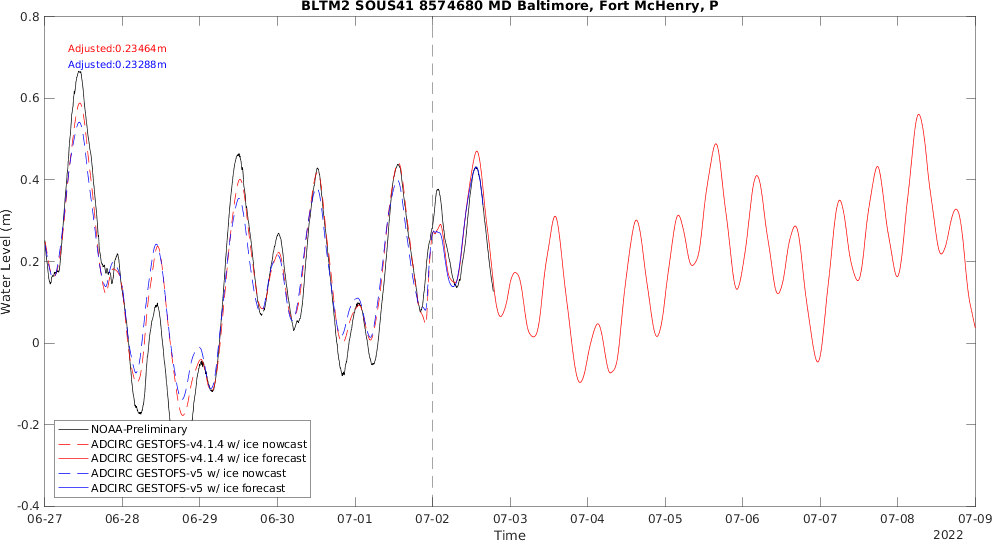 BLTM2 SOUS41 8574680 MD Baltimore, Fort McHenry, P
Adjusted:0.23464m
Adjusted:0.23288m
Water Level (m)
0.8
0.6
0.4
0.2
0
-0.2
-0.4
NOAA-Preliminary
ADCIRC GESTOFS-v4.1.4 w/ ice nowcast
ADCIRC GESTOFS-v4.1.4 w/ ice forecast
ADCIRC GESTOFS-v5 w/ ice nowcast
ADCIRC GESTOFS-v5 w/ ice forecast
06-27 06-28 06-29 06-30 07-01 07-02 07-03 07-04 07-05 07-06 07-07 07-08 07-09
Time
2022